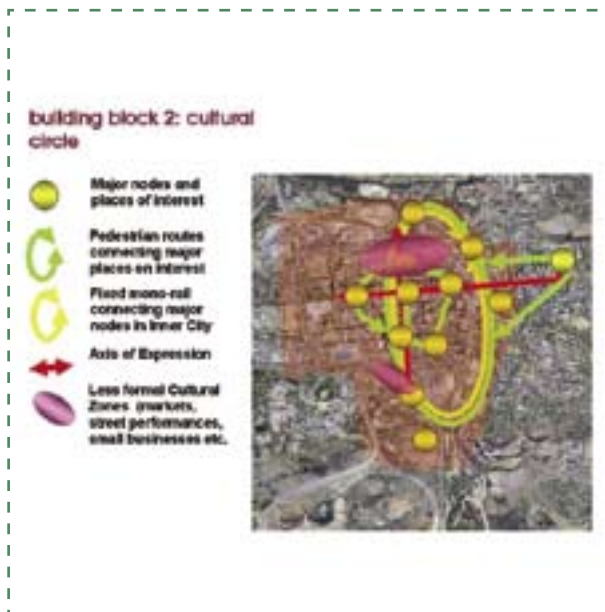 building block 2: cultural
circle
Major nodes and
places of interest
Pedestrian routes
connecting major
places on interest
Fixed mono-rail
connecting major
nodes in Inner City
Axis of Expression
Less formal Cultural
Zones (markets,
street performances,
small businesses etc.